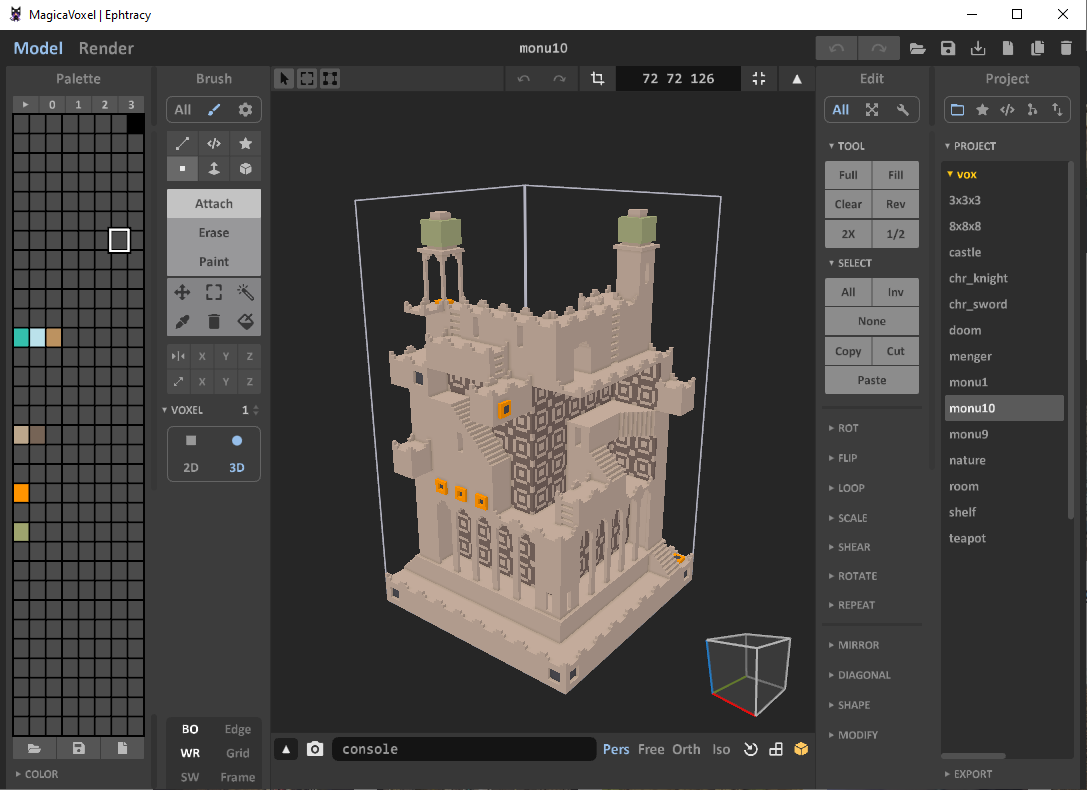 MagicaVoxel | Ephtracy
Model Render
monu10
Palette
0 1 2 3
COLOR
Brush
All
Attach
Erase
Paint
X Y Z
X Y Z
VOXEL 1
2D 3D
BO Edge
WR Grid
SW Frame
72 72 126
console
Pers Free Orth Iso
Edit
All
TOOL
Full Fill
Clear Rev
2X 1/2
SELECT
All Inv
None
Copy Cut
Paste
ROT
FLIP
LOOP
SCALE
SHEAR
ROTATE
REPEAT
MIRROR
DIAGONAL
SHAPE
MODIFY
Project
PROJECT
vox
3x3x3
8x8x8
castle
chr_knight
chr_sword
doom
menger
monu1
monu10
monu9
nature
room
shelf
teapot
EXPORT